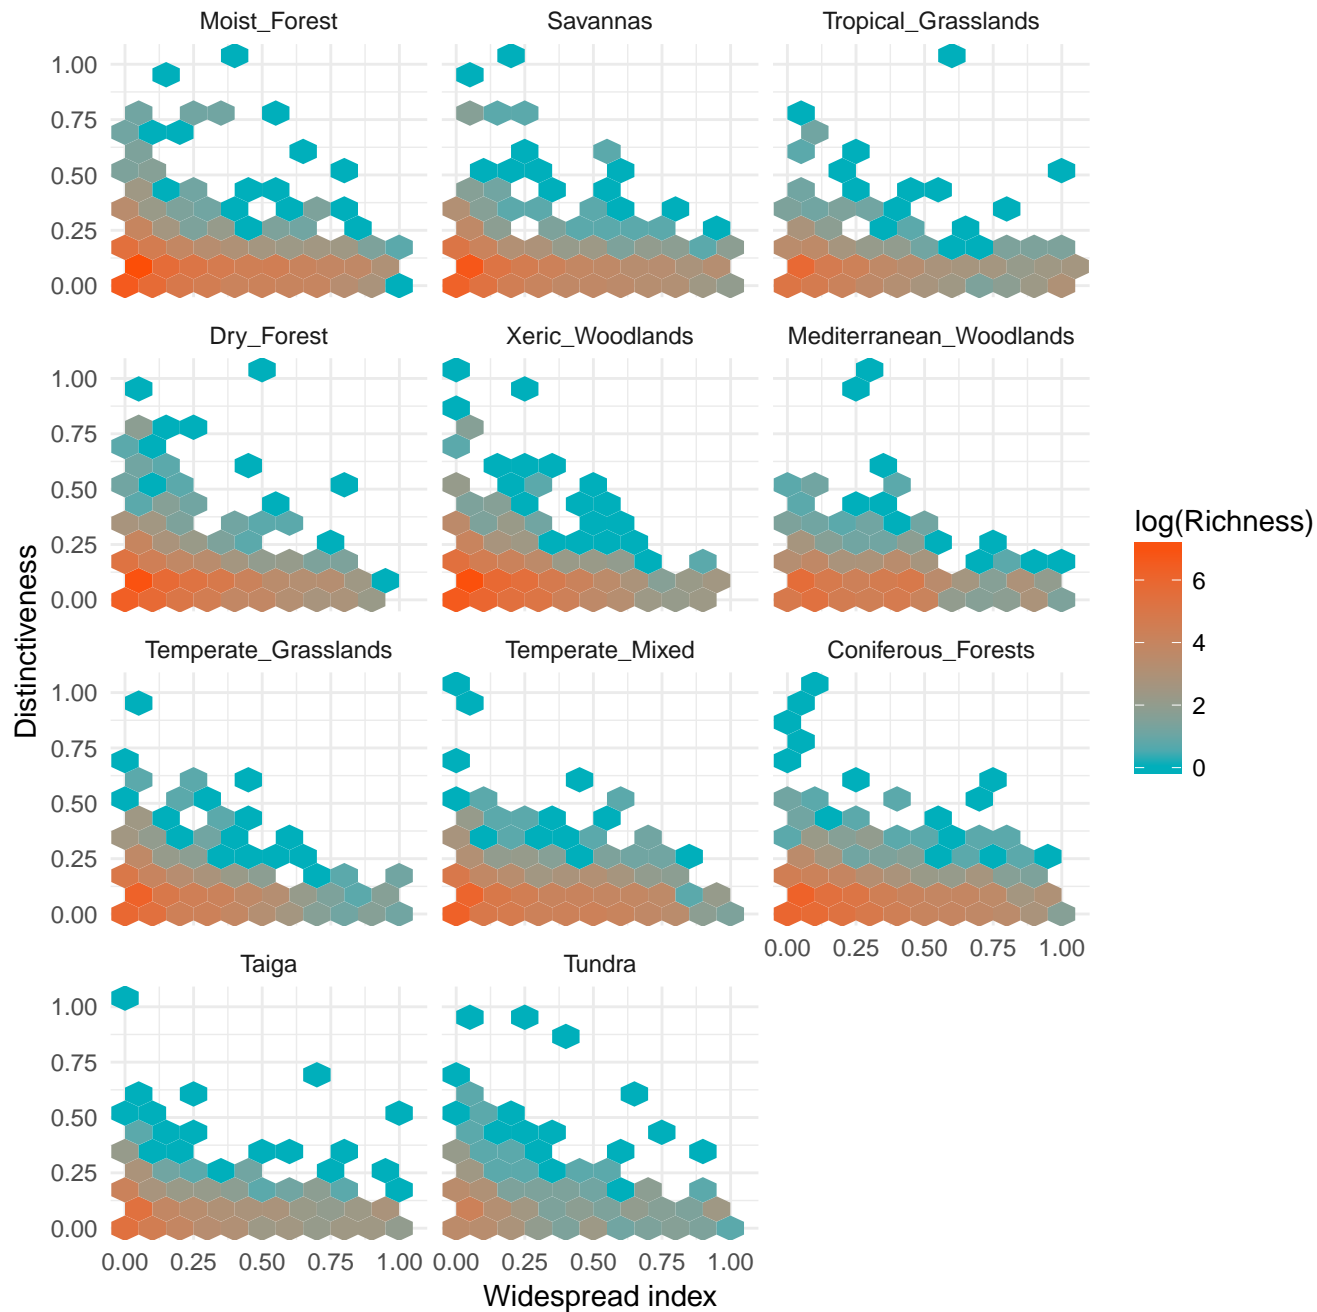 Moist_Forest Savannas Tropical_Grasslands
1.00
0.75
0.50
0.25
0.00
Dry_Forest Xeric_Woodlands Mediterranean_Woodlands
1.00
0.75
0.50
0.25
0.00
Distinctiveness
log(Richness)
6
4
2
0
Temperate_Grasslands Temperate_Mixed Coniferous_Forests
1.00
0.75
0.50
0.25
0.00
0.00 0.25 0.50 0.75 1.00
Taiga Tundra
1.00
0.75
0.50
0.25
0.00
0.00 0.25 0.50 0.75 1.00 0.00 0.25 0.50 0.75 1.00
Widespread index